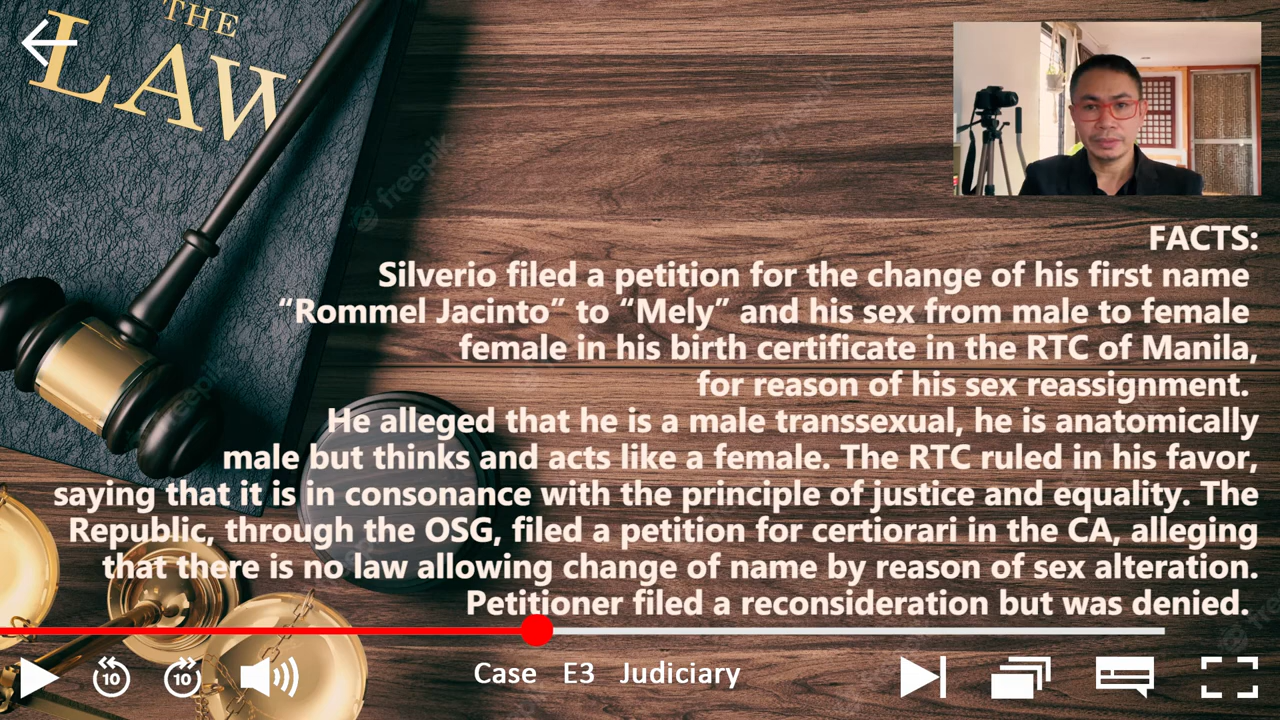 THE
LAW
FACTS:
Silverio filed a petition for the change of his first name
“Rommel Jacinto” to “Mely” and his sex from male to female
female in his birth certificate in the RTC of Manila,
for reason of his sex reassignment.
He alleged that he is a male transsexual, he is anatomically
male but thinks and acts like a female. The RTC ruled in his favor,
saying that it is in consonance with the principle of justice and equality. The
Republic, through the OSG, filed a petition for certiorari in the CA, alleging
that there is no law allowing change of name by reason of sex alteration.
Petitioner filed a reconsideration but was denied.
10 10 Case E3 Judiciary
freepik
freepik
freepik